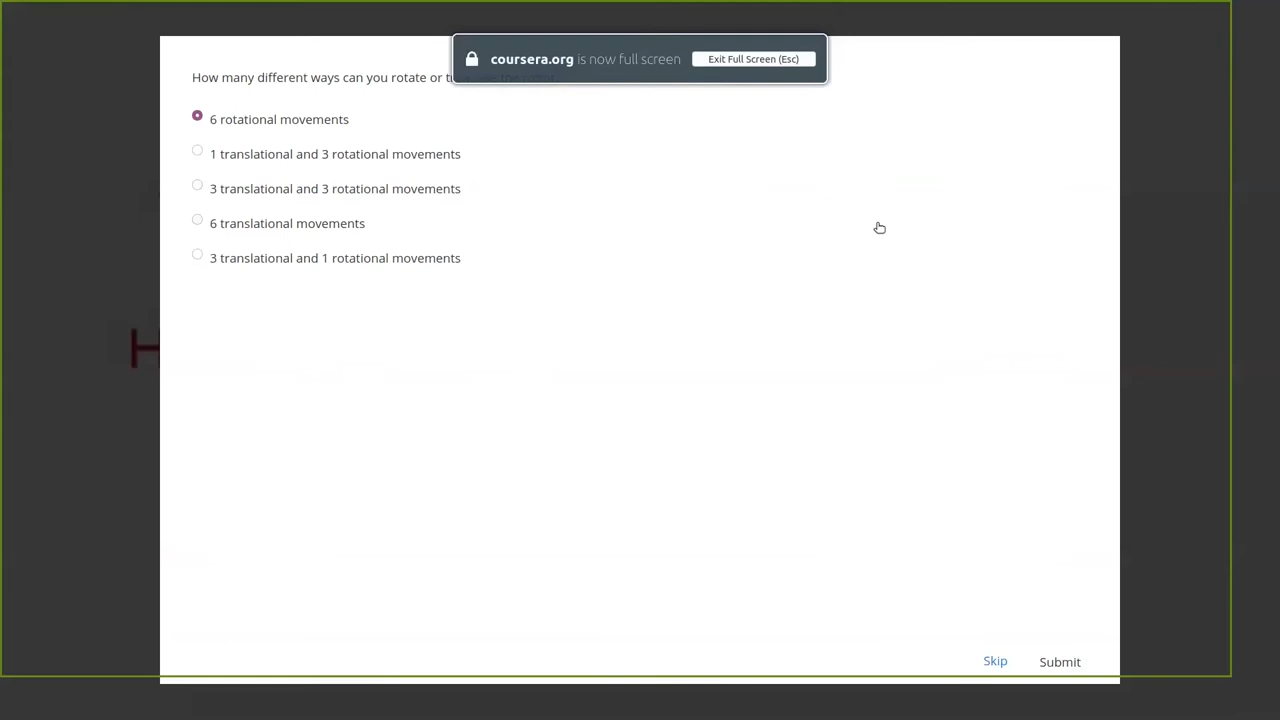 coursera.org is now full screen Exit Full Screen (Esc)
How many different ways can you rotate or
6 rotational movements
1 translational and 3 rotational movements
3 translational and 3 rotational movements
6 translational movements
3 translational and 1 rotational movements
H
Skip Submit